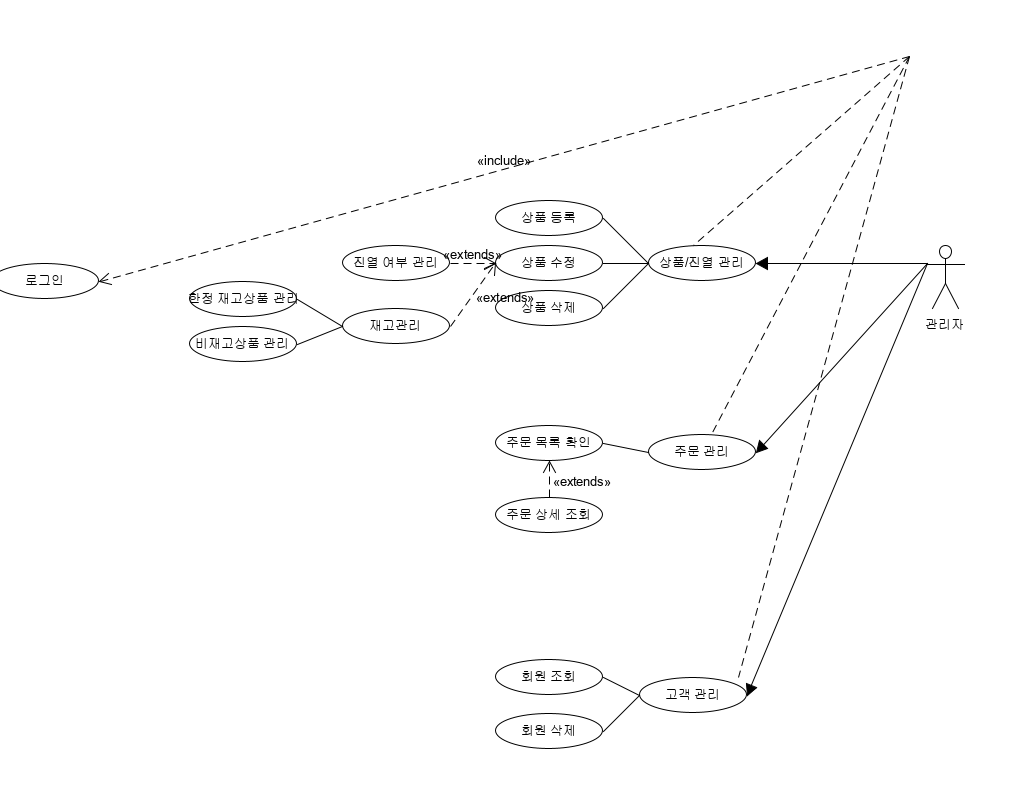 «include»
상품 등록
진열 여부 관리
«extends»
상품 수정
상품/진열 관리
로그인
한정 재고상품 관리
«extends»
상품 삭제
재고관리
관리자
비재고상품 관리
주문 목록 확인
주문 관리
«extends»
주문 상세 조회
회원 조회
고객 관리
회원 삭제